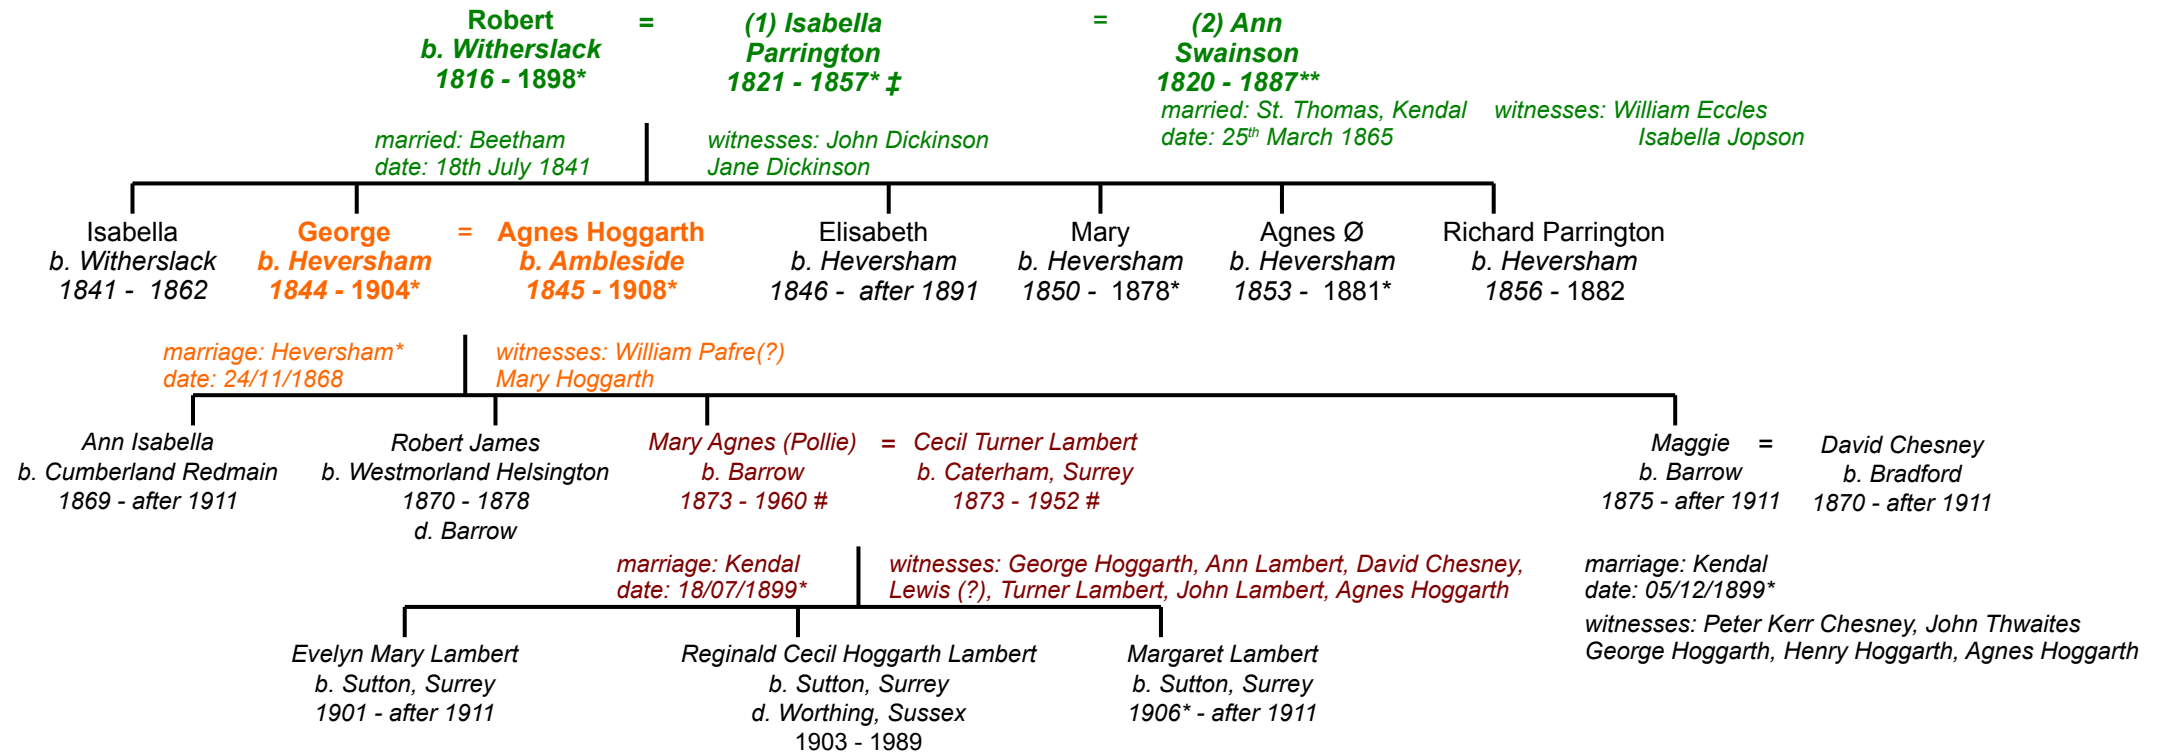 Robert = (1) Isabella = (2) Ann
b. Witherslack Parrington Swainson
1816 - 1898* 1821 - 1857* ‡ 1820 - 1887**
married: St. Thomas, Kendal witnesses: William Eccles
date: 25th March 1865 Isabella Jopson
married: Beetham witnesses: John Dickinson
date: 18th July 1841 Jane Dickinson
Isabella George = Agnes Hoggarth Elisabeth Mary Agnes Ø Richard Parrington
b. Witherslack b. Heversham b. Ambleside b. Heversham b. Heversham b. Heversham b. Heversham
1841 - 1862 1844 - 1904* 1845 - 1908* 1846 - after 1891 1850 - 1878* 1853 - 1881* 1856 - 1882
marriage: Heversham* witnesses: William Pafre(?)
date: 24/11/1868 Mary Hoggarth
Ann Isabella Robert James Mary Agnes (Pollie) = Cecil Turner Lambert Maggie = David Chesney
b. Cumberland Redmain b. Westmorland Helsington b. Barrow b. Caterham, Surrey b. Barrow b. Bradford
1869 - after 1911 1870 - 1878 1873 - 1960 # 1873 - 1952 # 1875 - after 1911 1870 - after 1911
d. Barrow
marriage: Kendal witnesses: George Hoggarth, Ann Lambert, David Chesney, marriage: Kendal
date: 18/07/1899* Lewis (?), Turner Lambert, John Lambert, Agnes Hoggarth date: 05/12/1899*
witnesses: Peter Kerr Chesney, John Thwaites
George Hoggarth, Henry Hoggarth, Agnes Hoggarth
Evelyn Mary Lambert Reginald Cecil Hoggarth Lambert Margaret Lambert
b. Sutton, Surrey b. Sutton, Surrey b. Sutton, Surrey
1901 - after 1911 d. Worthing, Sussex 1906* - after 1911
1903 - 1989